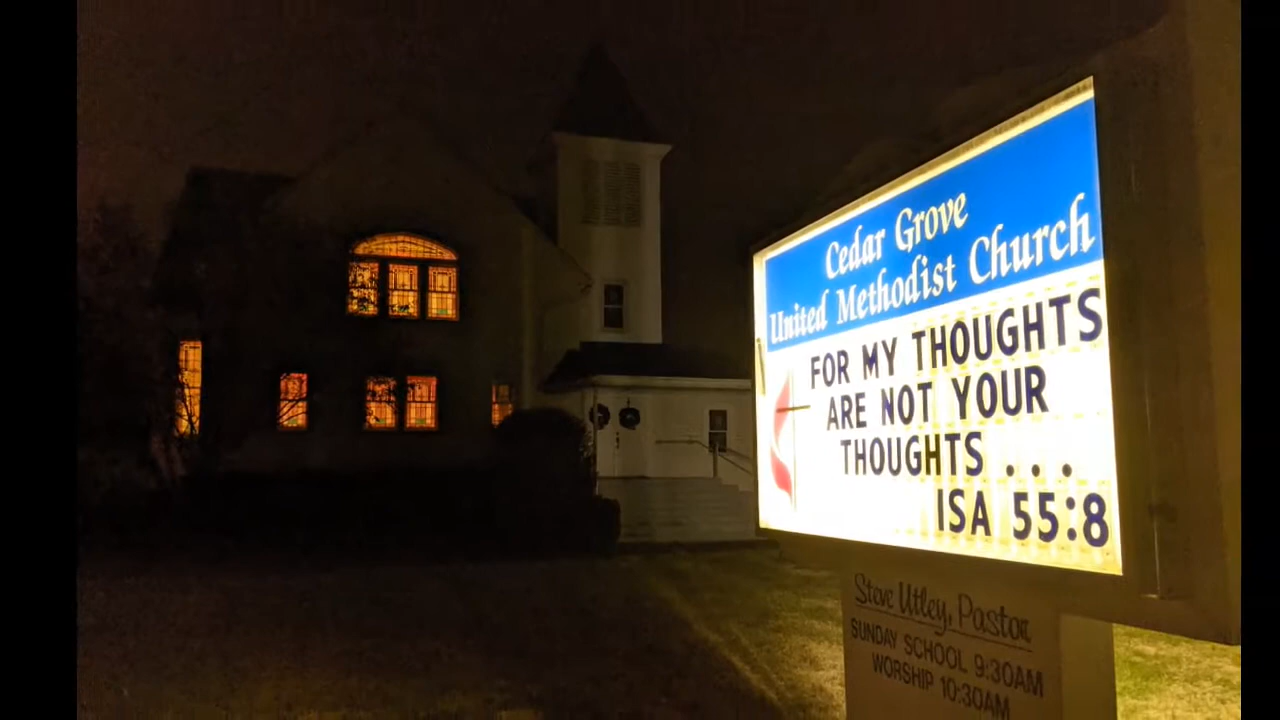 Cedar Grove
United Methodist Church
FOR MY THOUGHTS
ARE NOT YOUR
THOUGHTS ...
ISA 55:8
Steve Utley, Pastor
SUNDAY SCHOOL 9:30AM
WORSHIP 10:30AM